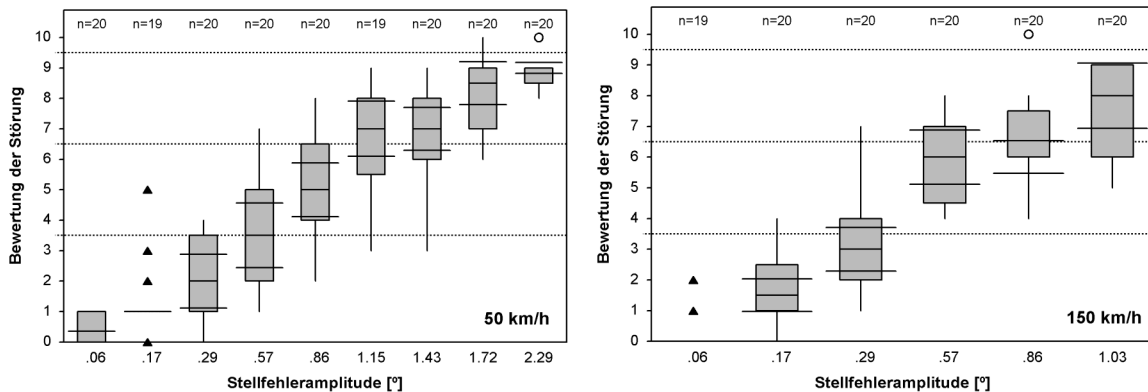 n=20 n=19 n=20 n=20 n=20 n=19 n=20 n=20 n=20
10
9
8
7
6
5
4
3
2
1
0
Bewertung der Störung
50 km/h
.06 .17 .29 .57 .86 1.15 1.43 1.72 2.29
Stellfehleramplitude [º]
n=19 n=20 n=20 n=20 n=20 n=20
10
9
8
7
6
5
4
3
2
1
0
Bewertung der Störung
150 km/h
.06 .17 .29 .57 .86 1.03
Stellfehleramplitude [º]